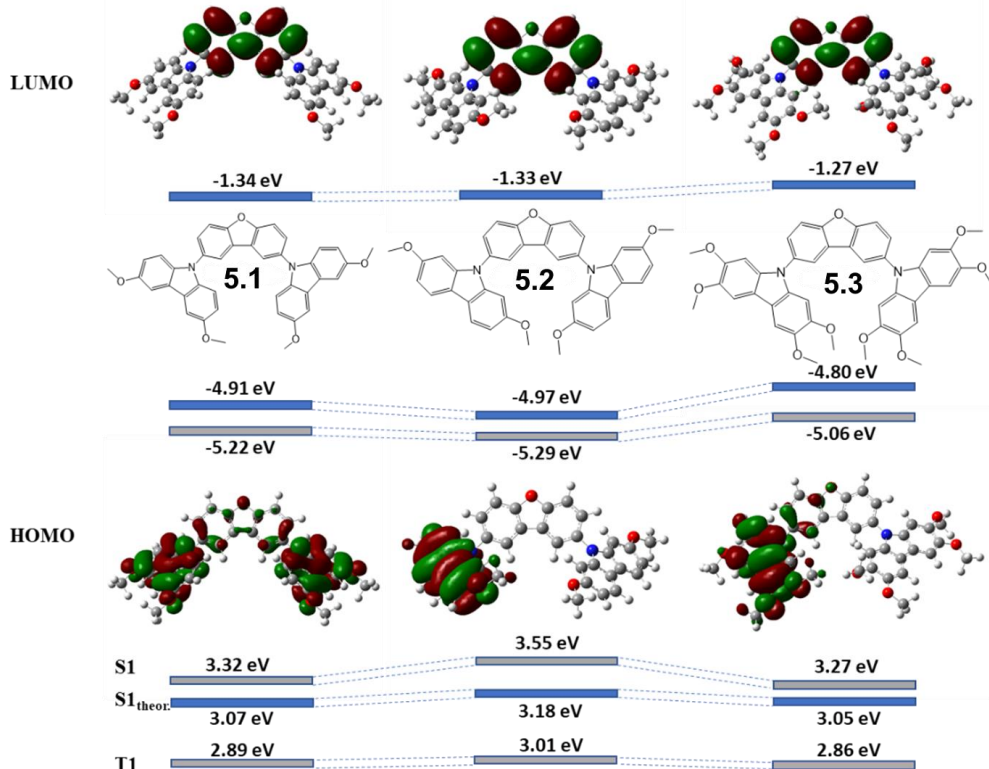 LUMO
-1.34 eV
-1.33 eV
-1.27 eV
O
O
O
O
N
N
O
O
O
5.1
O
N
N
O
O
O
5.2
O
O
N
N
O
O
O
O
O
O
5.3
-4.91 eV
-4.97 eV
-4.80 eV
-5.22 eV
-5.29 eV
-5.06 eV
HOMO
S1
3.32 eV
3.55 eV
3.27 eV
S1theor.
3.07 eV
3.18 eV
3.05 eV
T1
2.89 eV
3.01 eV
2.86 eV